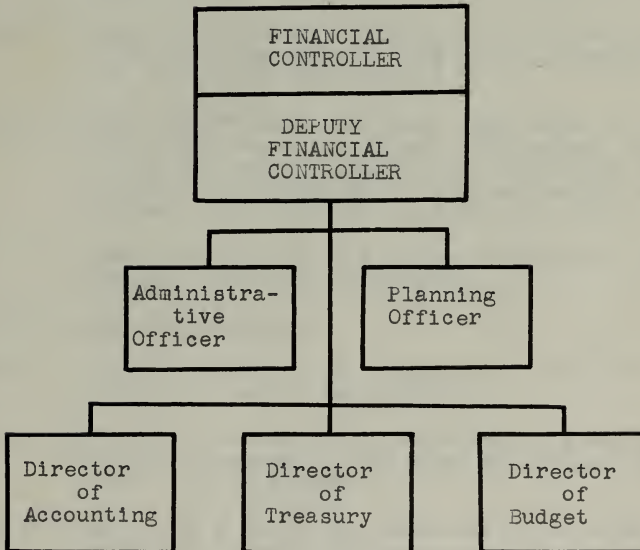 FINANCIAL
CONTROLLER
DEPUTY
FINANCIAL
CONTROLLER
Administra-
tive
Officer
Planning
Officer
Director
of
Accounting
Director
of
Treasury
Director
of
Budget